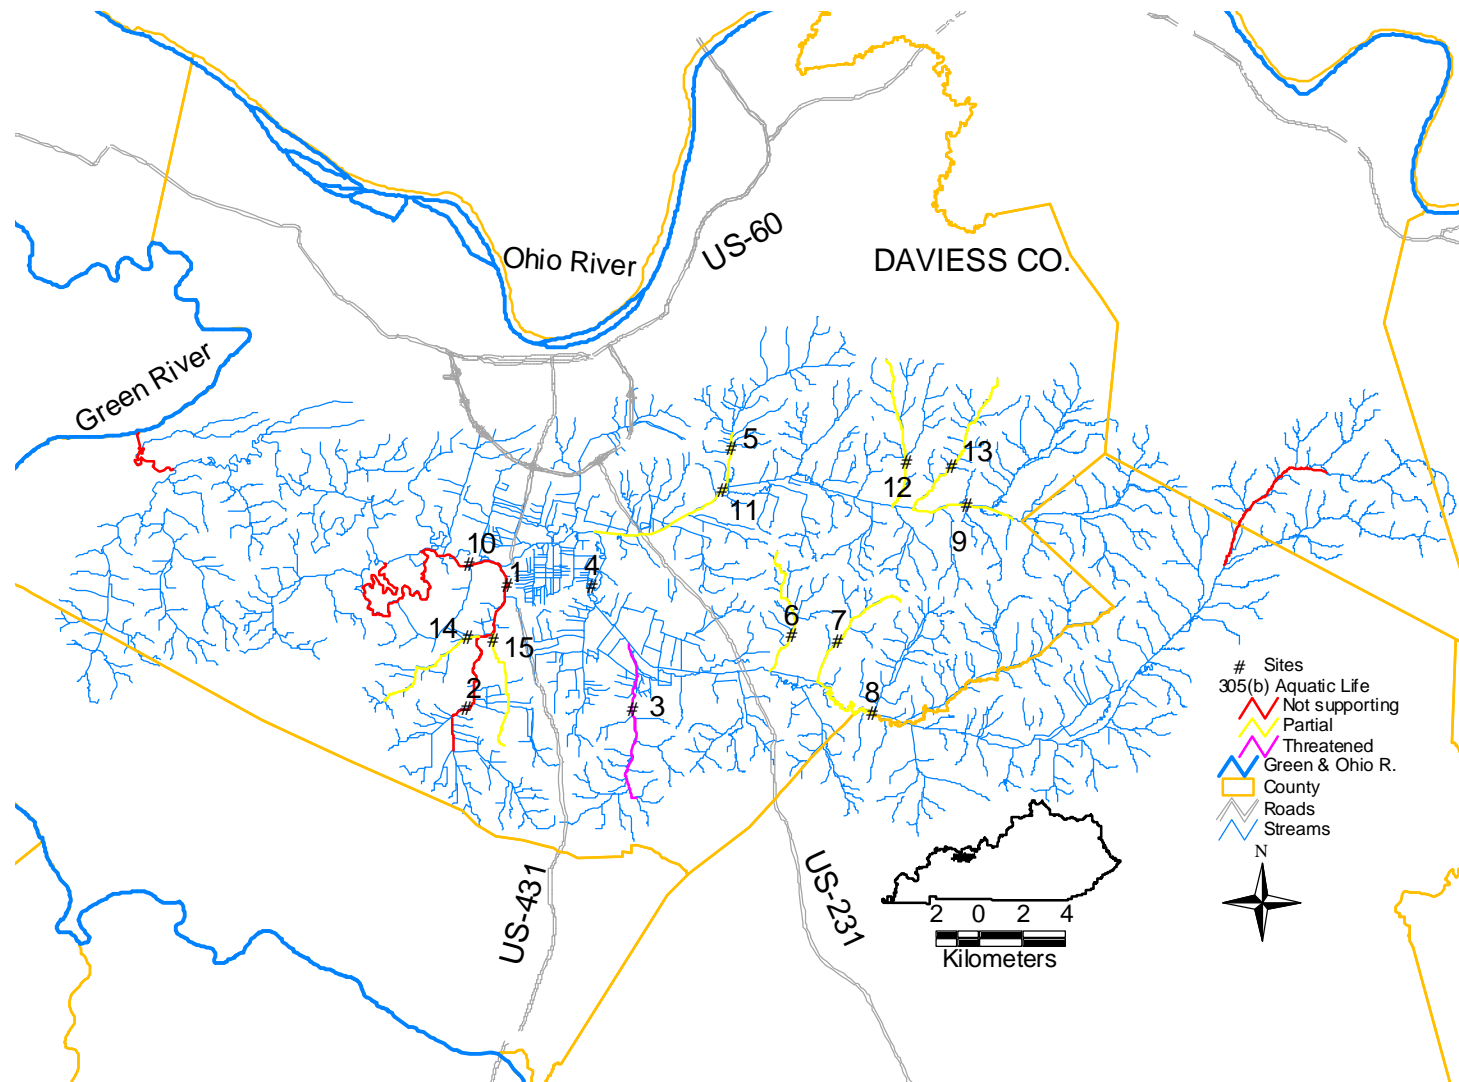 US-60
Ohio River
DAVIESS CO.
Green River
5
13
12
11
9
10
1
4
14
15
6
7
2
3
8
# Sites
305(b) Aquatic Life
Not supporting
Partial
Threatened
Green & Ohio R.
County
Roads
Streams
N
US-431
US-231
2 0 2 4
Kilometers